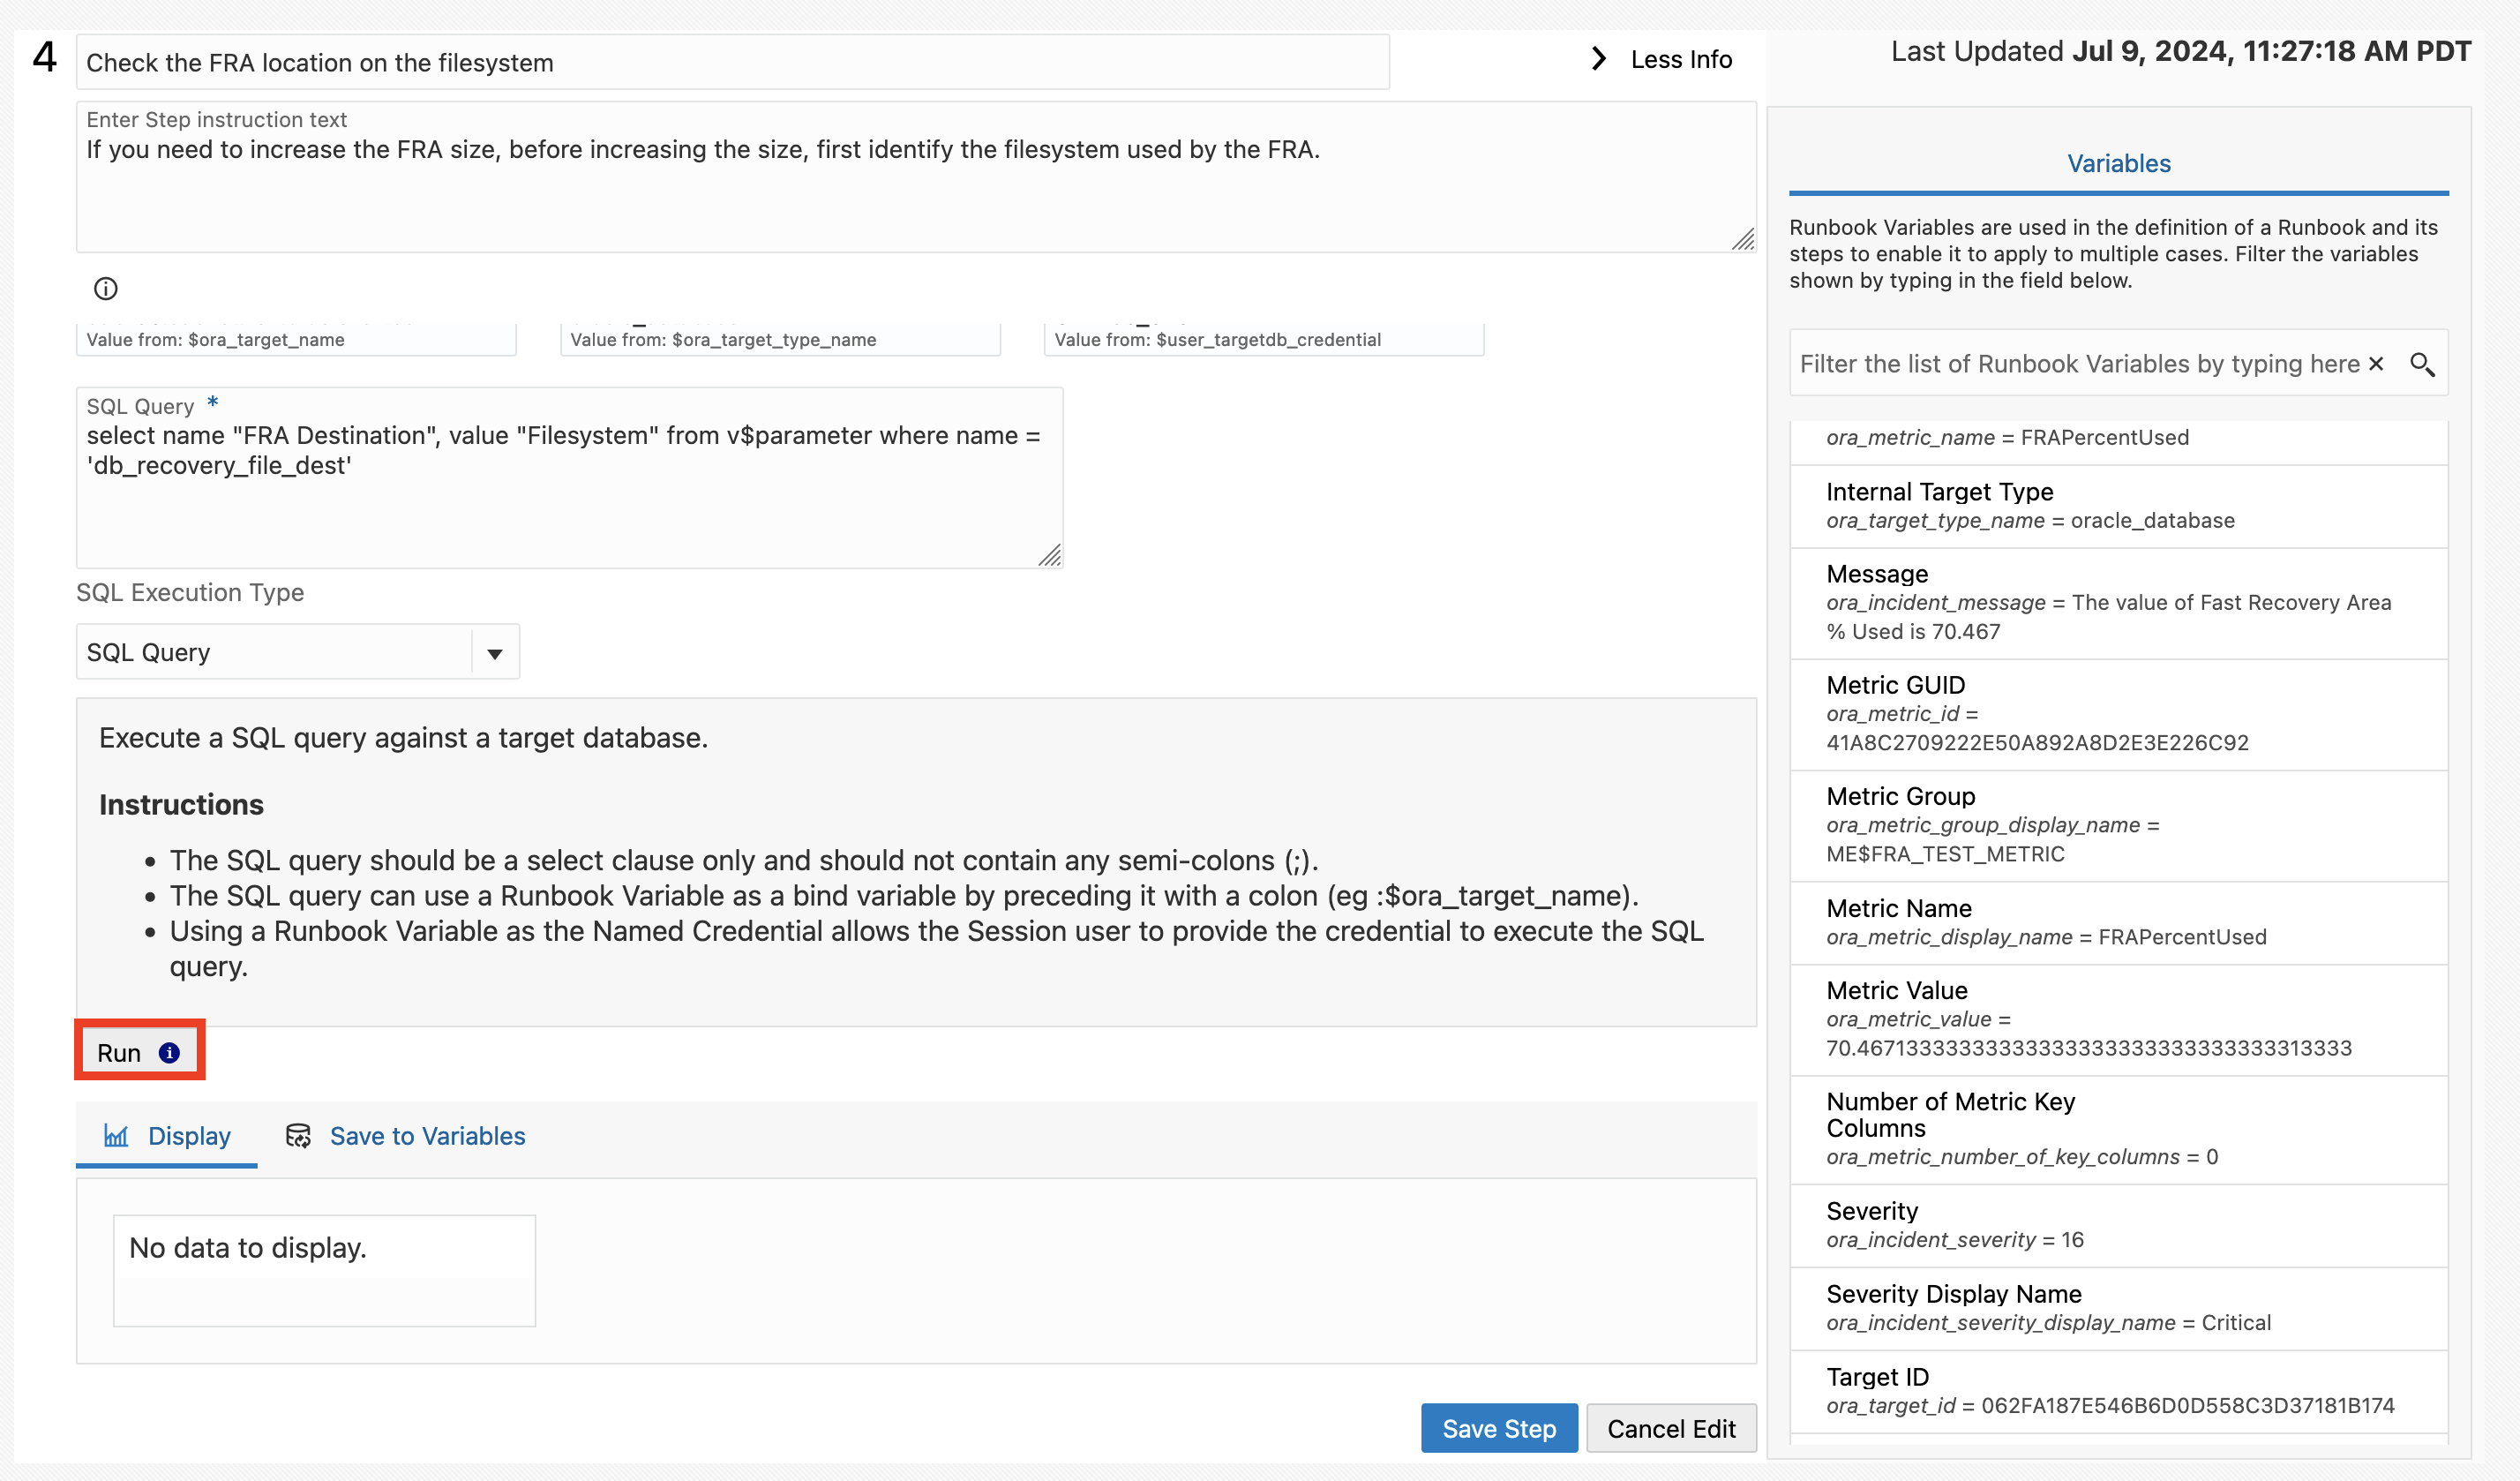 4
Check the FRA location on the filesystem
Less Info
Last Updated Jul 9, 2024, 11:27:18 AM PDT
Enter Step instruction text
If you need to increase the FRA size, before increasing the size, first identify the filesystem used by the FRA.
Value from: $ora_target_name
Value from: $ora_target_type_name
Value from: $user_targetdb_credential
SQL Query *
select name "FRA Destination", value "Filesystem" from v$parameter where name =
'db_recovery_file_dest'
SQL Execution Type
SQL Query
Execute a SQL query against a target database.
Instructions
• The SQL query should be a select clause only and should not contain any semi-colons (;).
• The SQL query can use a Runbook Variable as a bind variable by preceding it with a colon (eg :$ora_target_name).
• Using a Runbook Variable as the Named Credential allows the Session user to provide the credential to execute the SQL
query.
Run
Display
Save to Variables
No data to display.
Save Step
Cancel Edit
Variables
Runbook Variables are used in the definition of a Runbook and its
steps to enable it to apply to multiple cases. Filter the variables
shown by typing in the field below.
Filter the list of Runbook Variables by typing here
ora_metric_name = FRAPercentUsed
Internal Target Type
ora_target_type_name = oracle_database
Message
ora_incident_message = The value of Fast Recovery Area
% Used is 70.467
Metric GUID
ora_metric_id =
41A8C2709222E50A892A8D2E3E226C92
Metric Group
ora_metric_group_display_name =
ME$FRA_TEST_METRIC
Metric Name
ora_metric_display_name = FRAPercentUsed
Metric Value
ora_metric_value =
Number of Metric Key
Columns
ora_metric_number_of_key_columns = 0
Severity
ora_incident_severity = 16
Severity Display Name
ora_incident_severity_display_name = Critical
Target ID
ora_target_id = 062FA187E546B6D0D558C3D37181B174